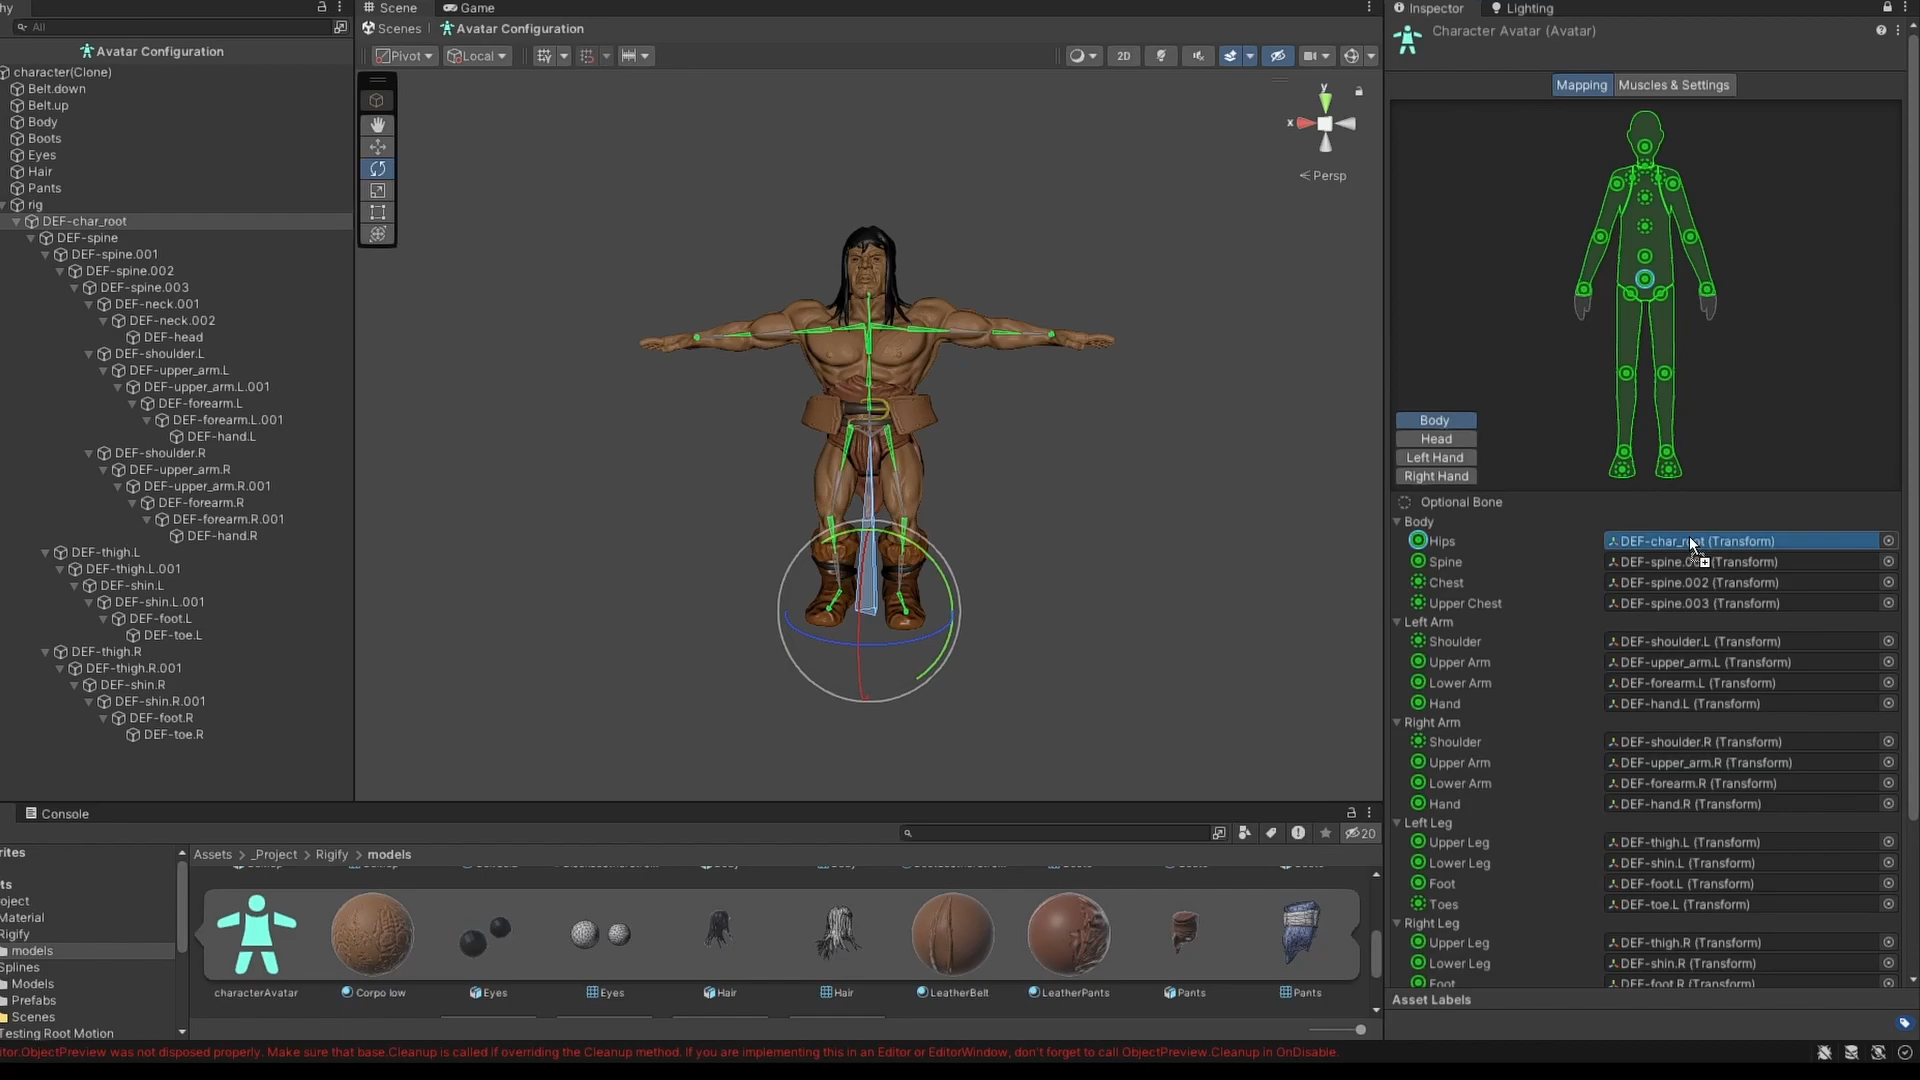 hy
All
Avatar Configuration
character(Clone)
Belt.down
Belt.up
Body
Boots
Eyes
Hair
Pants
rig
DEF-char_root
DEF-spine
DEF-spine.001
DEF-spine.002
DEF-spine.003
DEF-neck.001
DEF-neck.002
DEF-head
DEF-shoulder.L
DEF-upper_arm.L
DEF-upper_arm.L.001
DEF-forearm.L
DEF-forearm.L.001
DEF-hand.L
DEF-shoulder.R
DEF-upper_arm.R
DEF-upper_arm.R.001
DEF-forearm.R
DEF-forearm.R.001
DEF-hand.R
DEF-thigh.L
DEF-thigh.L.001
DEF-shin.L
DEF-shin.L.001
DEF-foot.L
DEF-toe.L
DEF-thigh.R
DEF-thigh.R.001
DEF-shin.R
DEF-shin.R.001
DEF-foot.R
DEF-toe.R
Scene Game
Scenes Avatar Configuration
Pivot Local 2D
y
x
Persp
Inspector Lighting
Character Avatar (Avatar)
Mapping Muscles & Settings
Body
Head
Left Hand
Right Hand
Optional Bone
Body
Hips DEF-char_root (Transform)
Spine (Transform)
Chest DEF-spine.002 (Transform)
Upper Chest DEF-spine.003 (Transform)
Left Arm
Shoulder DEF-shoulder.L (Transform)
Upper Arm DEF-upper_arm.L (Transform)
Lower Arm DEF-forearm.L (Transform)
Hand DEF-hand.L (Transform)
Right Arm
Shoulder DEF-shoulder.R (Transform)
Upper Arm DEF-upper_arm.R (Transform)
Lower Arm DEF-forearm.R (Transform)
Hand DEF-hand.R (Transform)
Left Leg
Upper Leg DEF-thigh.L (Transform)
Lower Leg DEF-shin.L (Transform)
Foot DEF-foot.L (Transform)
Toes DEF-toe.L (Transform)
Right Leg
Upper Leg DEF-thigh.R (Transform)
Lower Leg DEF-shin.R (Transform)
Foot DEF-foot.R (Transform)
Asset Labels
Console
20
rites
ts
oject
Material
Rigify
models
Splines
Models
Prefabs
Scenes
Testing Root Motion
Assets > _Project > Rigify > models
characterAvatar Corpo low Eyes Eyes Hair Hair LeatherBelt LeatherPants Pants Pants
itor.ObjectPreview was not disposed properly. Make sure that base.Cleanup is called if overriding the Cleanup method. If you are implementing this in an Editor or EditorWindow, don't forget to call ObjectPreview.Cleanup in OnDisable.